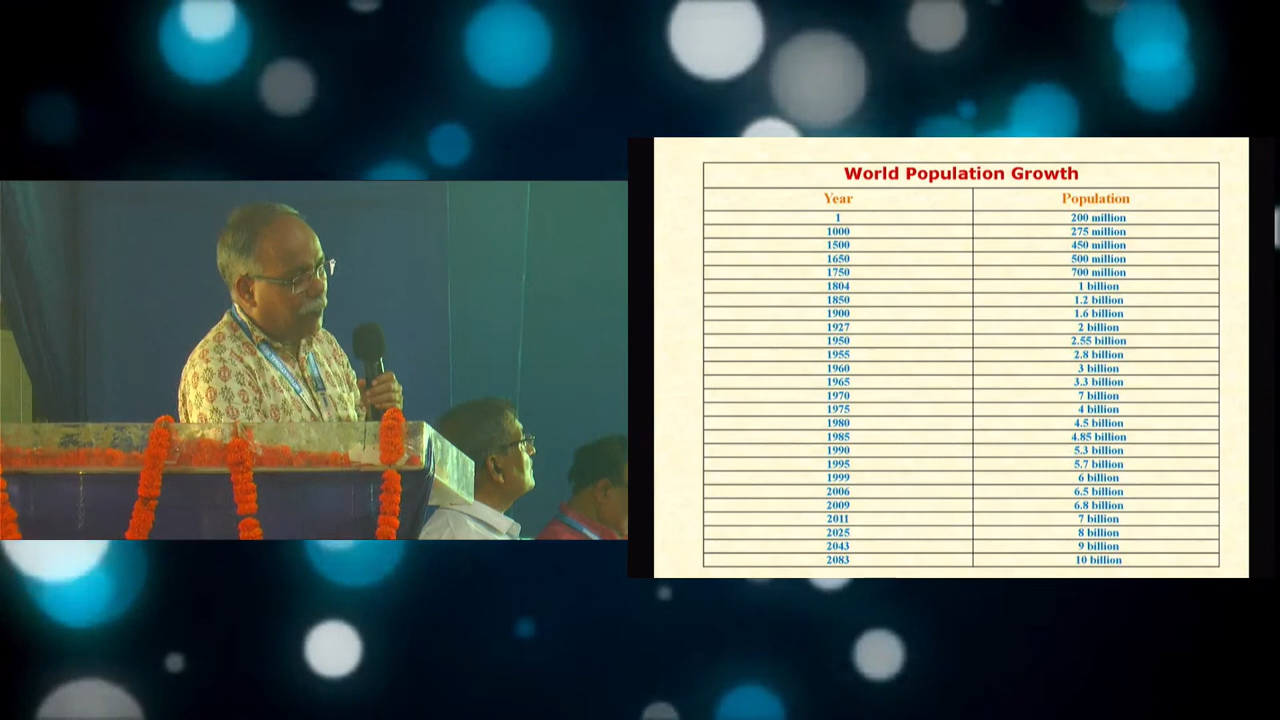 World Population Growth
Year Population
1 200 million
1000 275 million
1500 450 million
1650 500 million
1750 700 million
1804 1 billion
1850 1.2 billion
1900 1.6 billion
1927 2 billion
1950 2.55 billion
1955 2.8 billion
1960 3 billion
1965 3.3 billion
1970 7 billion
1975 4 billion
1980 4.5 billion
1985 4.85 billion
1990 5.3 billion
1995 5.7 billion
1999 6 billion
2006 6.5 billion
2009 6.8 billion
2011 7 billion
2025 8 billion
2043 9 billion
2083 10 billion